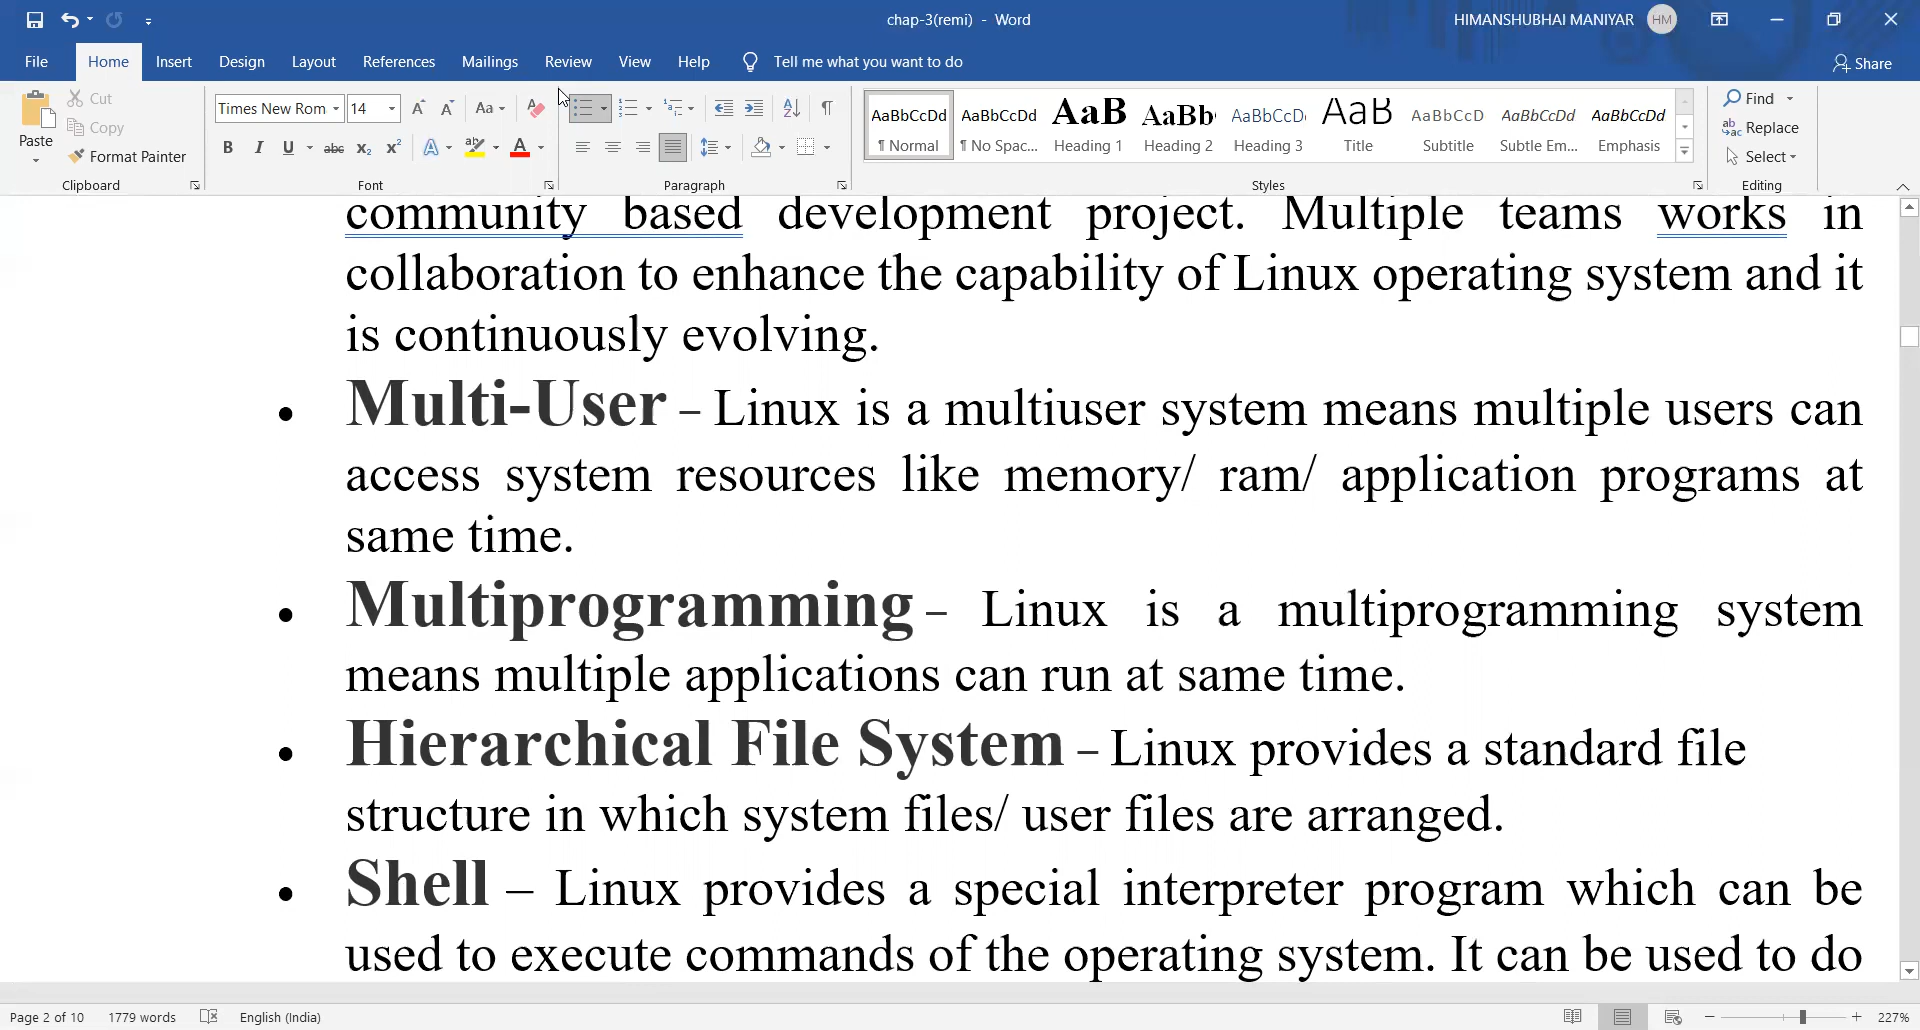 chap-3(remi) - Word
HIMANSHUBHAI MANIYAR HM
File Home Insert Design Layout References Mailings Review View Help Tell me what you want to do Share
Paste Cut Copy Format Painter Clipboard
Times New Rom 14 Aa
B I U abc X₂ X² A ab A
Font
Paragraph
AaBbCcDd AaBbCcDd AaB AaBb AaBbCcD AaB AaBbCcD AaBbCcDd AaBbCcDd
¶ Normal ¶ No Spac... Heading 1 Heading 2 Heading 3 Title Subtitle Subtle Em... Emphasis
Styles
Find
Replace
Select
Editing
community based development project. Multiple teams works in
collaboration to enhance the capability of Linux operating system and it
is continuously evolving.
• Multi-User – Linux is a multiuser system means multiple users can
access system resources like memory/ ram/ application programs at
same time.
• Multiprogramming – Linux is a multiprogramming system
means multiple applications can run at same time.
• Hierarchical File System – Linux provides a standard file
structure in which system files/ user files are arranged.
• Shell – Linux provides a special interpreter program which can be
used to execute commands of the operating system. It can be used to do
Page 2 of 10 1779 words English (India) 227%